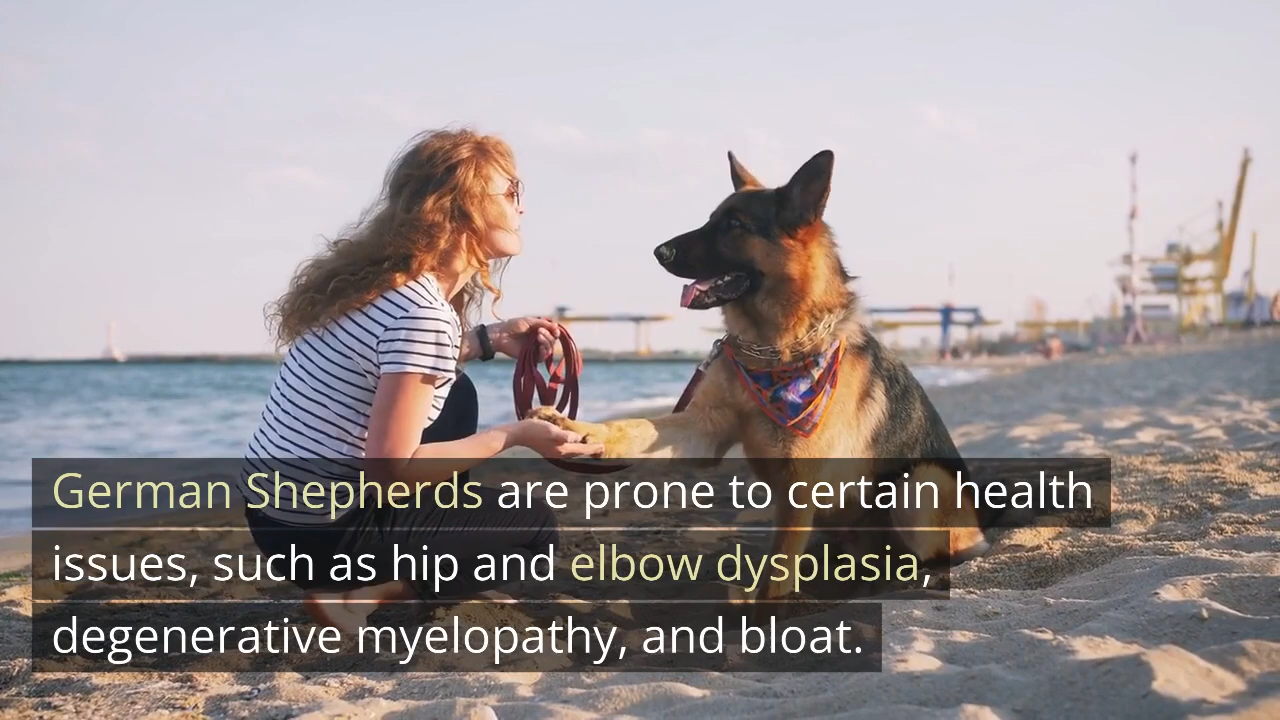 German Shepherds are prone to certain health
issues, such as hip and elbow dysplasia,
degenerative myelopathy, and bloat.